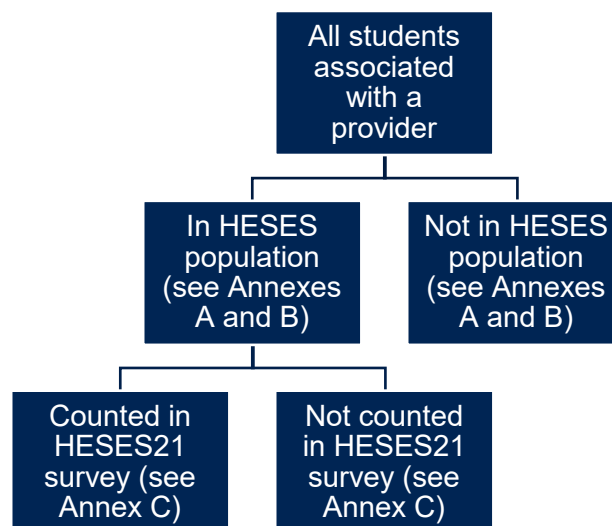 All students
associated
with a
provider
In HESES
population
(see Annexes
A and B)
Not in HESES
population
(see Annexes
A and B)
Counted in
HESES21
survey (see
Annex C)
Not counted
in HESES21
survey (see
Annex C)